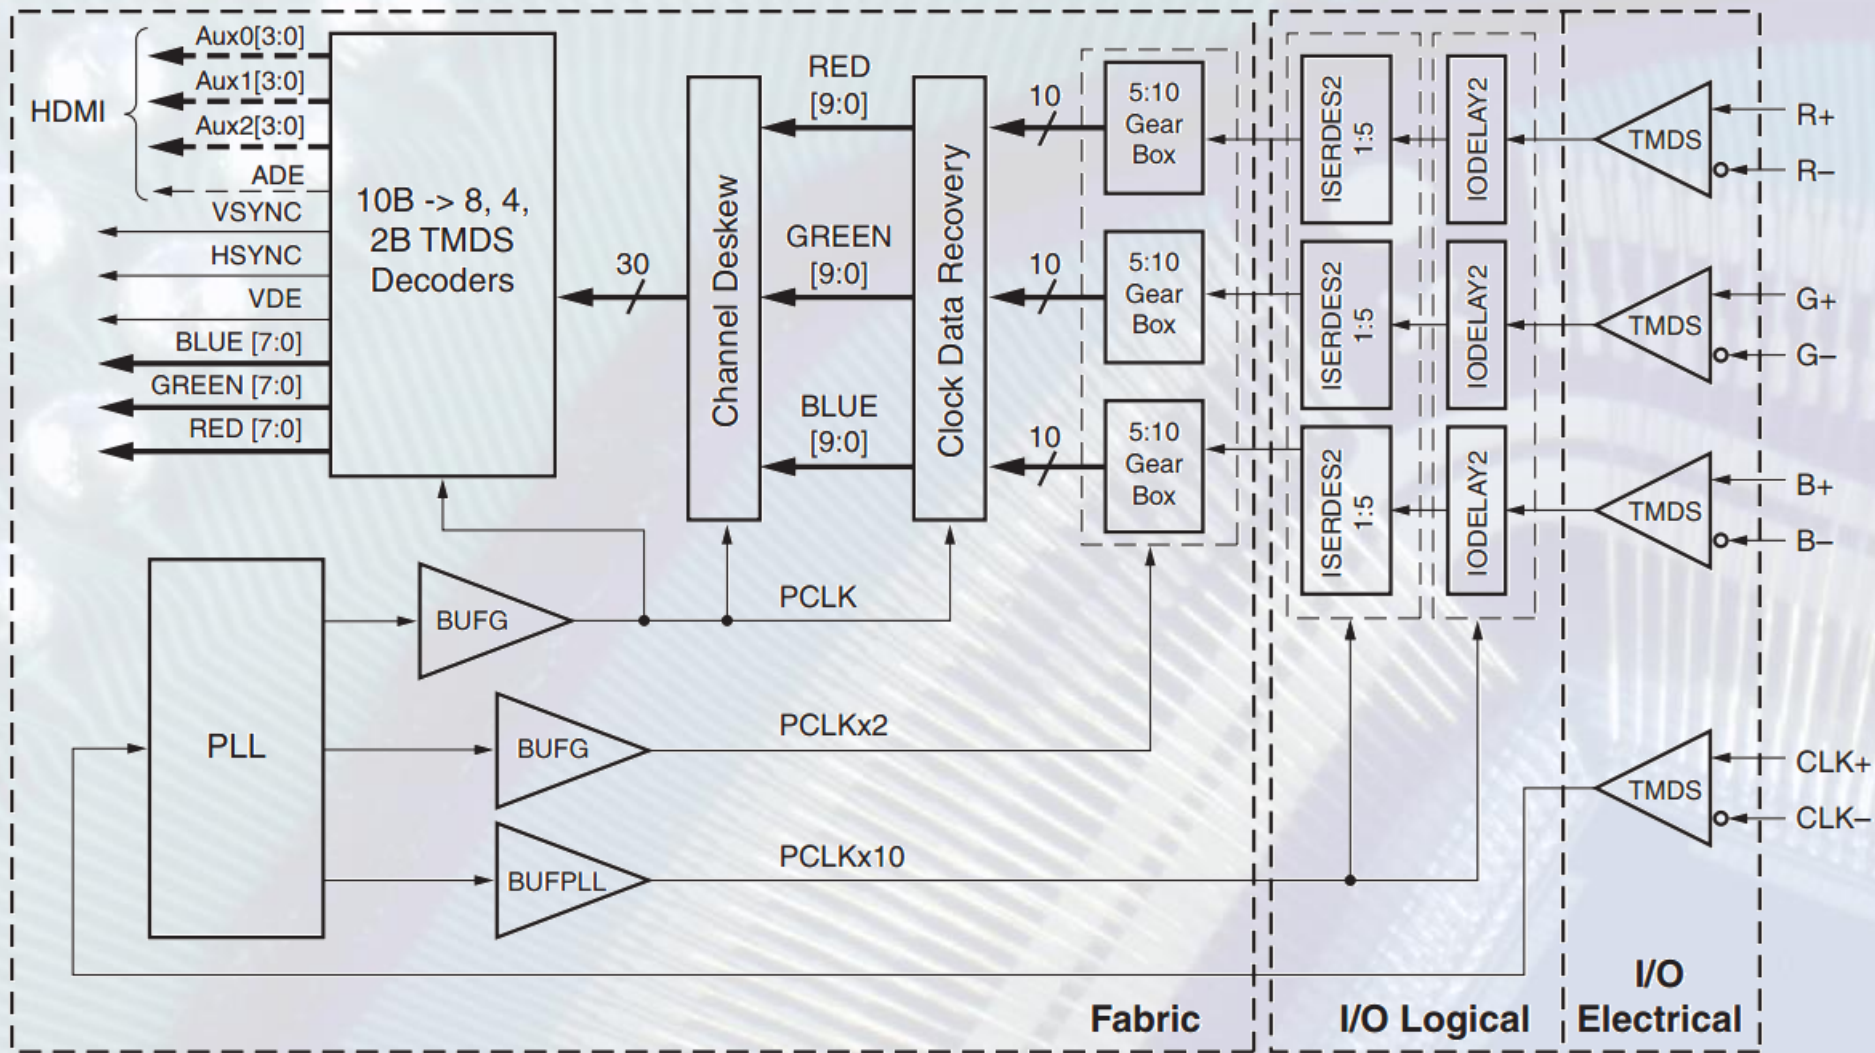 HDMI
Aux0[3:0]
Aux1[3:0]
Aux2[3:0]
ADE
VSYNC
HSYNC
VDE
BLUE [7:0]
GREEN [7:0]
RED [7:0]
10B -> 8, 4,
2B TMDS
Decoders
30
Channel Deskew
RED
[9:0]
GREEN
[9:0]
BLUE
[9:0]
Clock Data Recovery
10
10
10
5:10
Gear
Box
5:10
Gear
Box
5:10
Gear
Box
ISERDES2
1:5
ISERDES2
1:5
ISERDES2
1:5
IODELAY2
IODELAY2
IODELAY2
TMDS
R+
R–
TMDS
G+
G–
TMDS
B+
B–
PLL
BUFG
PCLK
BUFG
PCLKx2
BUFPLL
PCLKx10
TMDS
CLK+
CLK–
Fabric
I/O Logical
I/O
Electrical